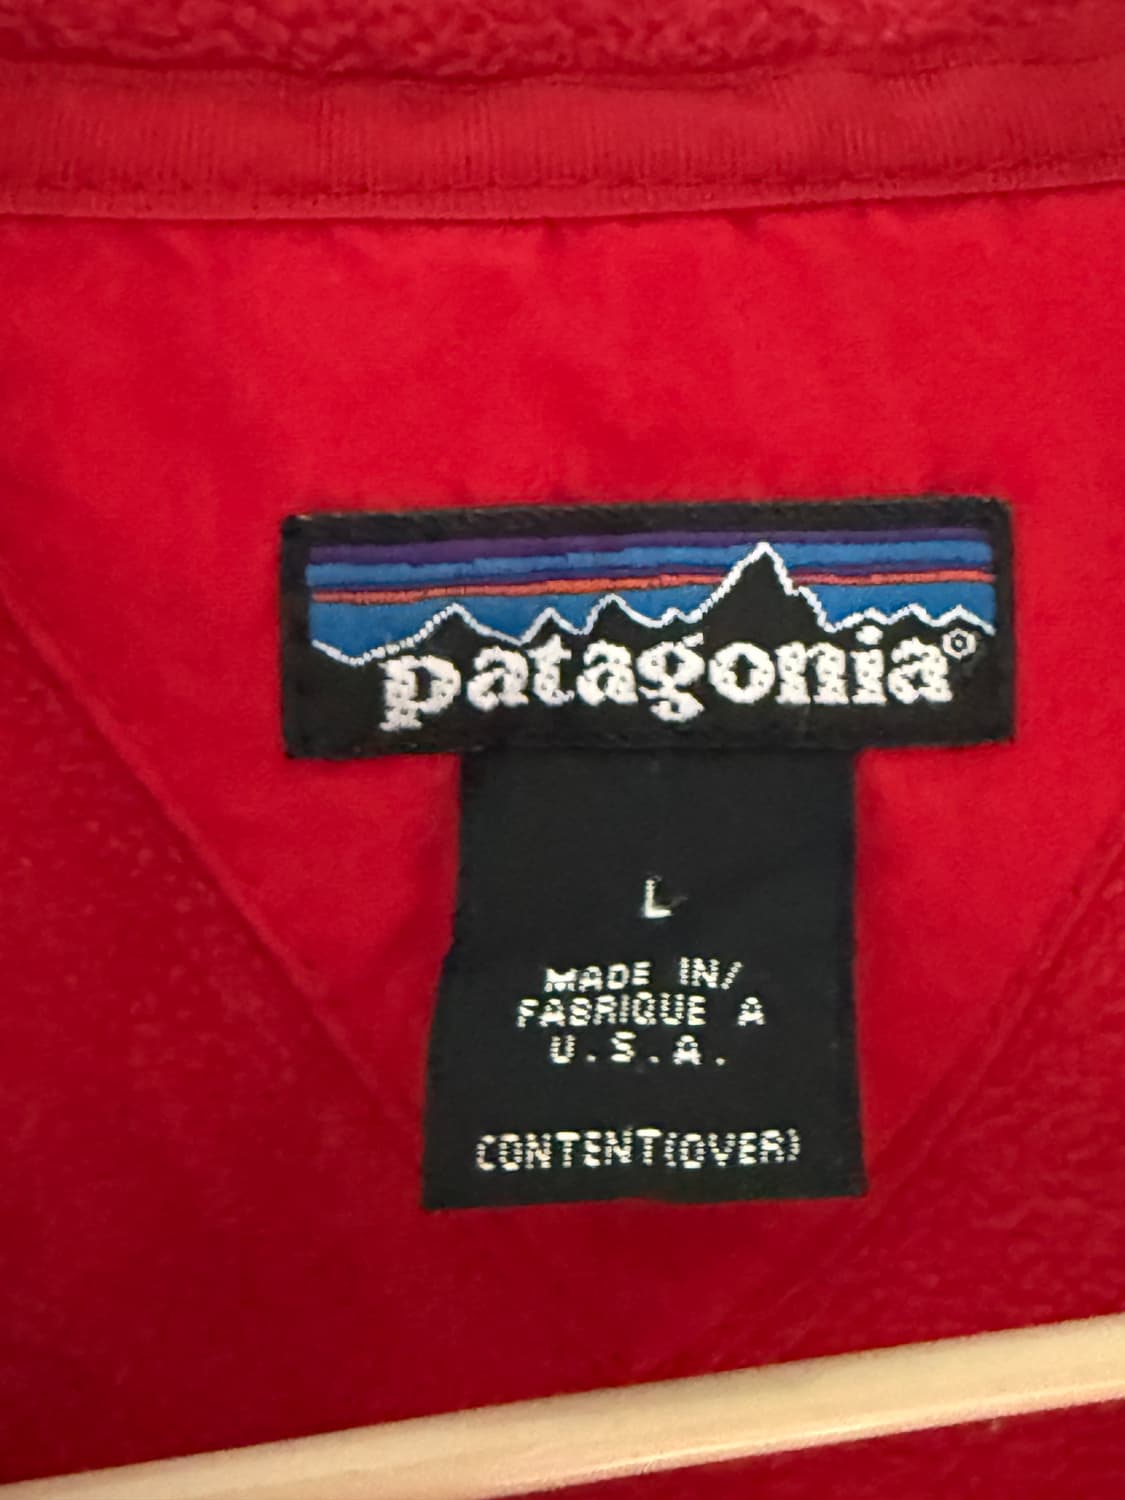 patagonia®
L
MADE IN/
FABRIQUE A
U.S.A.
CONTENT(OVER)